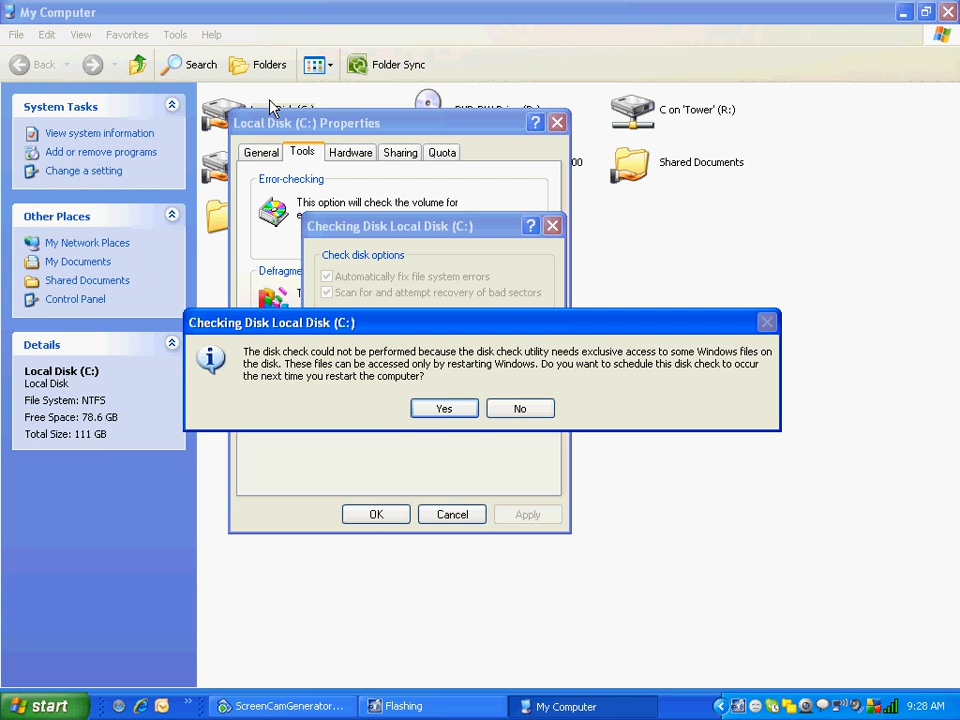 My Computer
File Edit View Favorites Tools Help
Back Search Folders Folder Sync
System Tasks
View system information
Add or remove programs
Change a setting
Other Places
My Network Places
My Documents
Shared Documents
Control Panel
Details
Local Disk (C:)
Local Disk
File System: NTFS
Free Space: 78.6 GB
Total Size: 111 GB
C on 'Tower' (R:)
Shared Documents
Local Disk (C:) Properties
General Tools Hardware Sharing Quota
Error-checking
This option will check the volume for
Checking Disk Local Disk (C:)
Check disk options
Automatically fix file system errors
Scan for and attempt recovery of bad sectors
Checking Disk Local Disk (C:)
The disk check could not be performed because the disk check utility needs exclusive access to some Windows files on
the disk. These files can be accessed only by restarting Windows. Do you want to schedule this disk check to occur
the next time you restart the computer?
Yes No
OK Cancel Apply
start ScreenCamGenerator... Flashing My Computer 9:28 AM